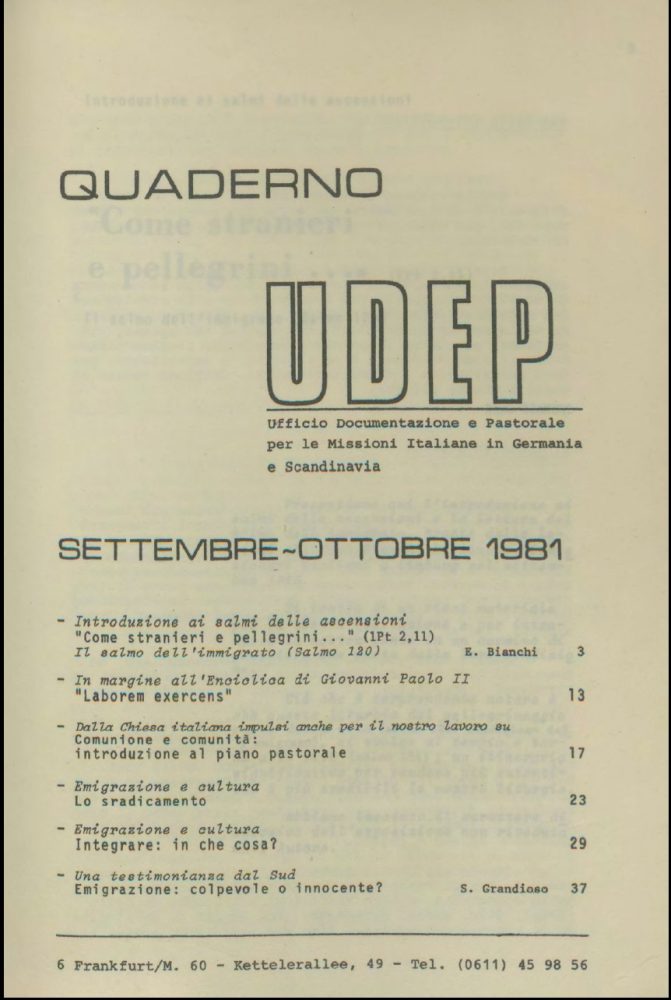 QUADERNO
UDEP
Ufficio Documentazione e Pastorale
per le Missioni Italiane in Germania
e Scandinavia
SETTEMBRE~OTTOBRE 1981
- Introduzione ai salmi delle ascensioni
"Come stranieri e pellegrini..." (1Pt 2,11)
Il salmo dell'immigrato (Salmo 120) E. Bianchi 3
- In margine all'Enciclica di Giovanni Paolo II
"Laborem exercens" 13
- Dalla Chiesa italiana impulsi anche per il nostro lavoro su
Comunione e comunità:
introduzione al piano pastorale 17
- Emigrazione e cultura
Lo sradicamento 23
- Emigrazione e cultura
Integrare: in che cosa? 29
- Una testimonianza dal Sud
Emigrazione: colpevole o innocente? S. Grandioso 37
6 Frankfurt/M. 60 - Kettelerallee, 49 - Tel. (0611) 45 98 56